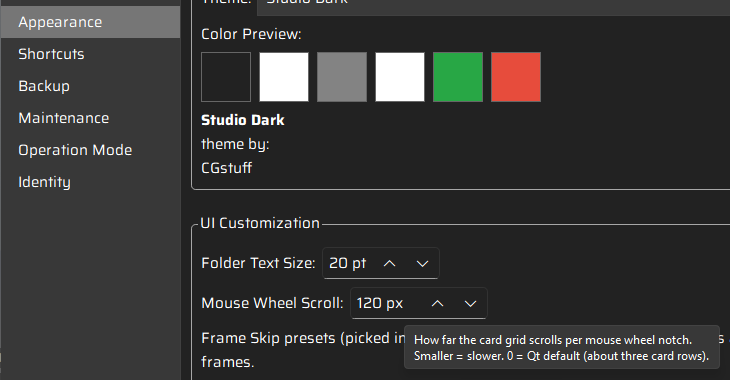 Theme: Studio Dark
Appearance
Color Preview:
Shortcuts
Backup
Maintenance
Operation Mode
Identity
Studio Dark
theme by:
CGstuff
UI Customization
Folder Text Size: 20 pt
Mouse Wheel Scroll: 120 px
Frame Skip presets (picked in
frames.
How far the card grid scrolls per mouse wheel notch.
Smaller = slower. 0 = Qt default (about three card rows).